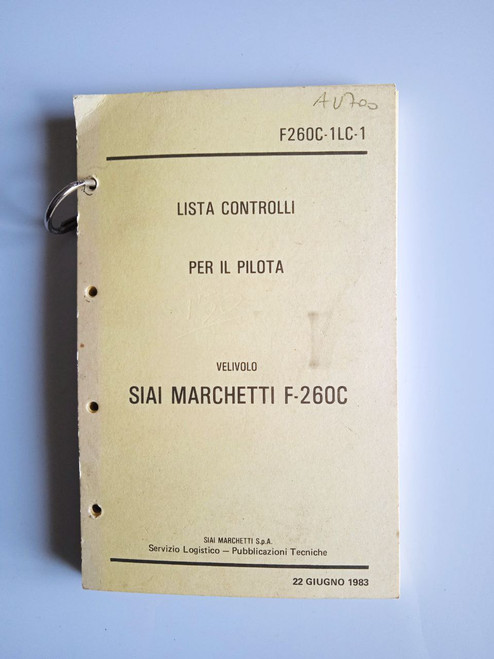 F260C-1LC-1
LISTA CONTROLLI
PER IL PILOTA
VELIVOLO
SIAI MARCHETTI F-260C
SIAI MARCHETTI S.p.A.
Servizio Logistico — Pubblicazioni Tecniche
22 GIUGNO 1983